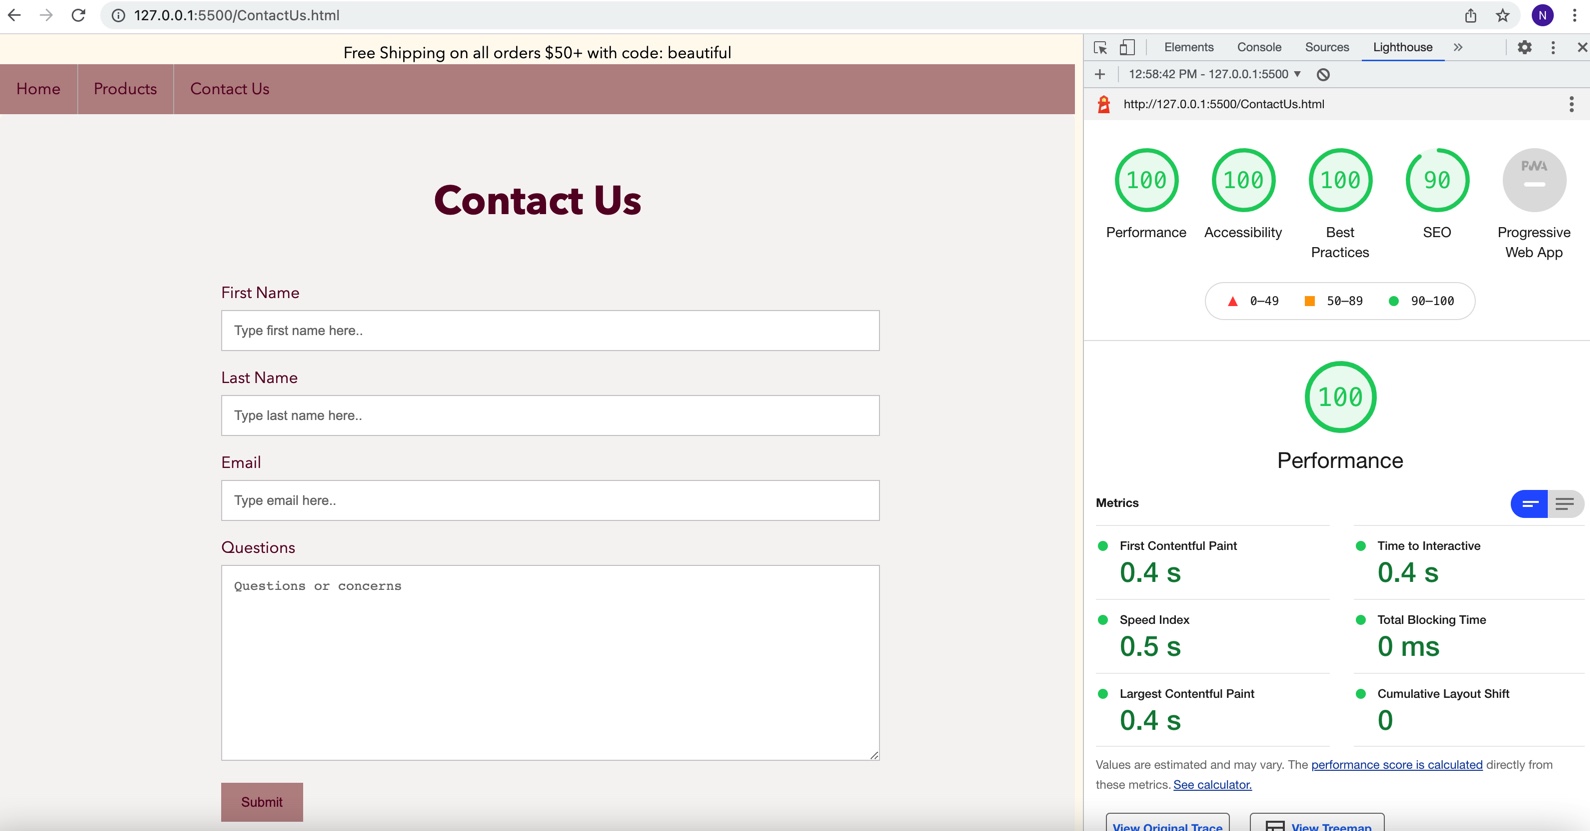 127.0.0.1:5500/ContactUs.html
N
Free Shipping on all orders $50+ with code: beautiful
Home
Products
Contact Us
Contact Us
First Name
Type first name here..
Last Name
Type last name here..
Email
Type email here..
Questions
Questions or concerns
Submit
Elements
Console
Sources
Lighthouse
12:58:42 PM - 127.0.0.1:5500
http://127.0.0.1:5500/ContactUs.html
100
100
100
90
PWA
Performance
Accessibility
Best
Practices
SEO
Progressive
Web App
0–49
50–89
90–100
100
Performance
Metrics
First Contentful Paint
0.4 s
Time to Interactive
0.4 s
Speed Index
0.5 s
Total Blocking Time
0 ms
Largest Contentful Paint
0.4 s
Cumulative Layout Shift
0
Values are estimated and may vary. The performance score is calculated directly from
these metrics. See calculator.
View Original Trace
View Treemap